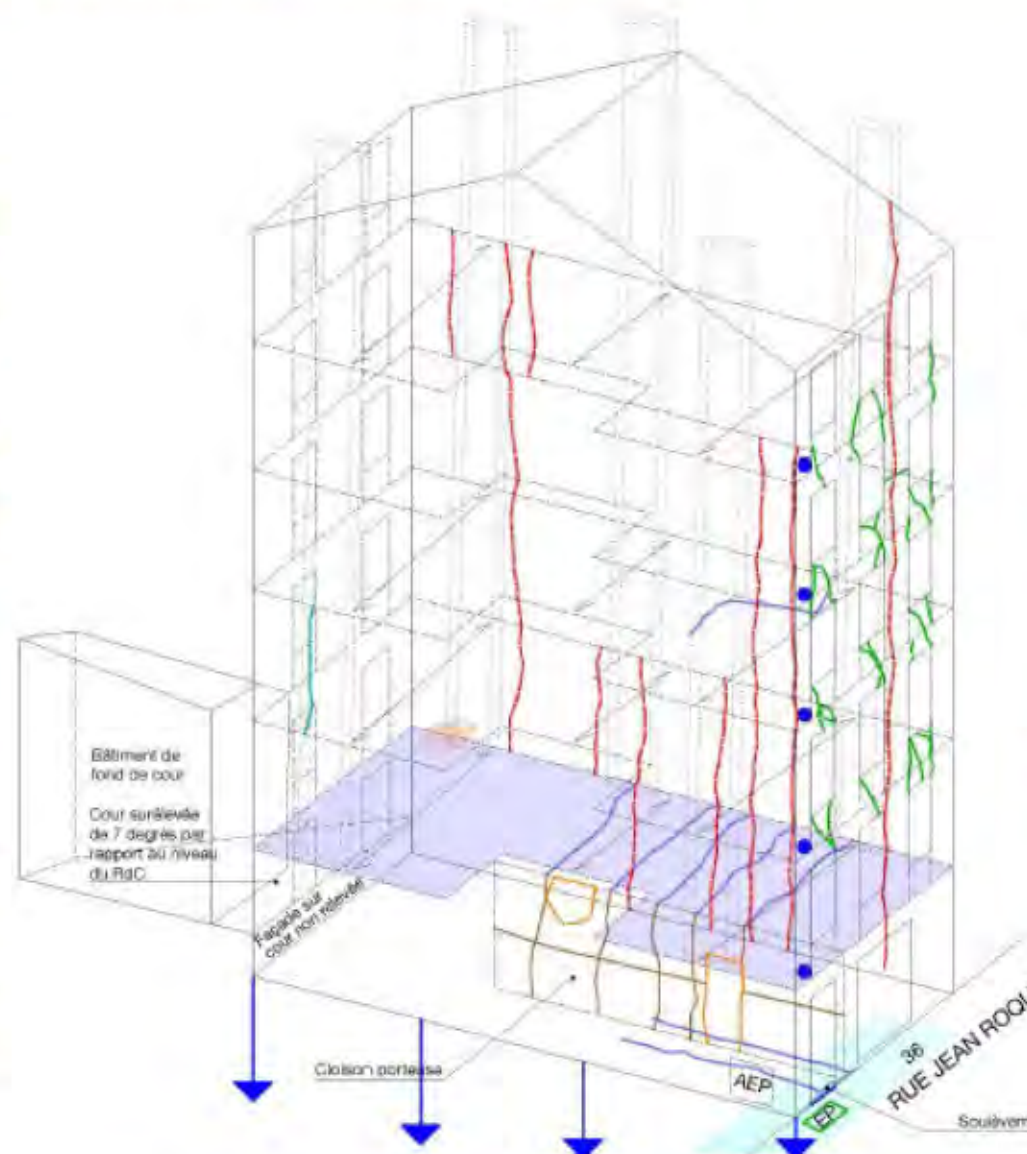 Bâtiment de
fond de cour
Cour surélevée
de 7 degrés par
rapport au niveau
du RdC
Façade sur
cour non relevée
Cloison porteuse
AEP
EP
36
RUE JEAN ROQU
Soulèvem